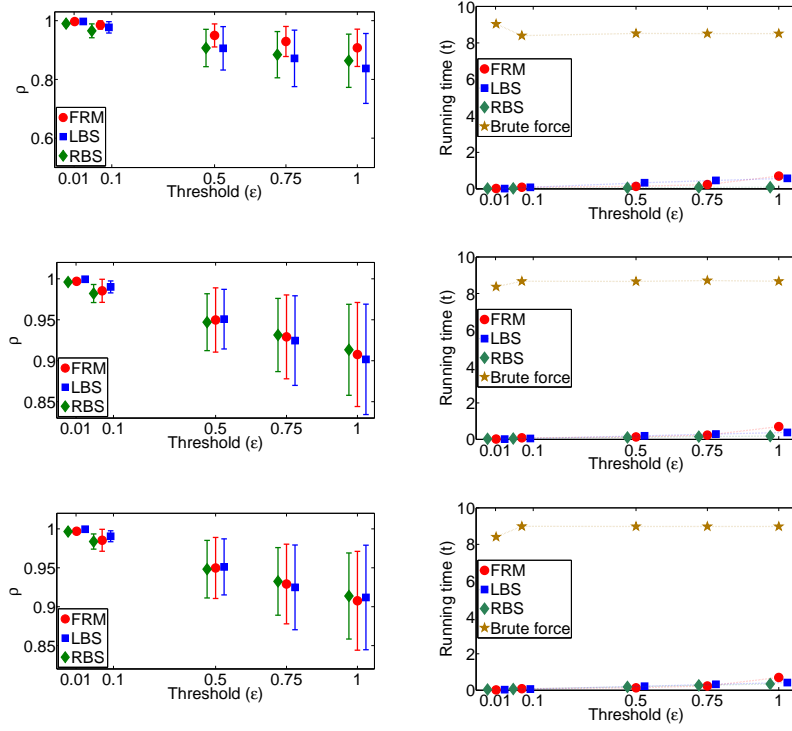 1
0.8
0.6
ρ
FRM
LBS
RBS
0.01
0.1
0.5
0.75
1
Threshold (ε)
10
8
6
4
2
0
Running time (t)
FRM
LBS
RBS
Brute force
0.01
0.1
0.5
0.75
1
Threshold (ε)
1
0.95
0.9
0.85
ρ
FRM
LBS
RBS
0.01
0.1
0.5
0.75
1
Threshold (ε)
10
8
6
4
2
0
Running time (t)
FRM
LBS
RBS
Brute force
0.01
0.1
0.5
0.75
1
Threshold (ε)
1
0.95
0.9
0.85
ρ
FRM
LBS
RBS
0.01
0.1
0.5
0.75
1
Threshold (ε)
10
8
6
4
2
0
Running time (t)
FRM
LBS
RBS
Brute force
0.01
0.1
0.5
0.75
1
Threshold (ε)